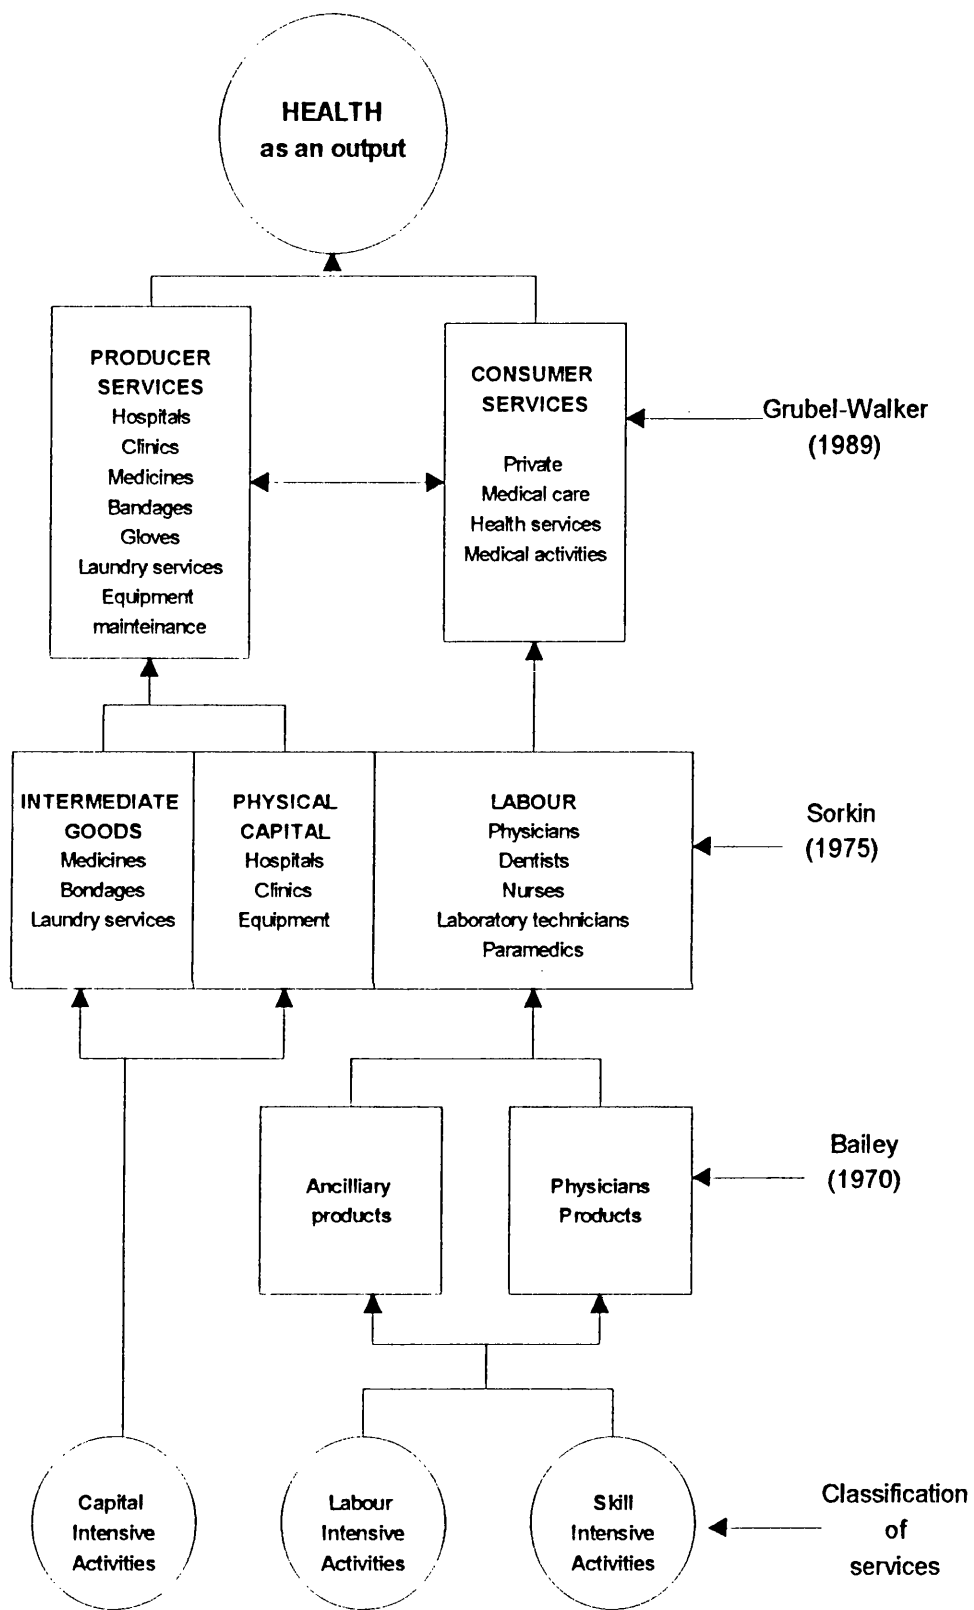 HEALTH
as an output
PRODUCER
SERVICES
Hospitals
Clinics
Medicines
Bandages
Gloves
Laundry services
Equipment
mainteinance
CONSUMER
SERVICES
Private
Medical care
Health services
Medical activities
Grubel-Walker
(1989)
INTERMEDIATE
GOODS
Medicines
Bondages
Laundry services
PHYSICAL
CAPITAL
Hospitals
Clinics
Equipment
LABOUR
Physicians
Dentists
Nurses
Laboratory technicians
Paramedics
Sorkin
(1975)
Ancilliary
products
Physicians
Products
Bailey
(1970)
Capital
Intensive
Activities
Labour
Intensive
Activities
Skill
Intensive
Activities
Classification
of
services